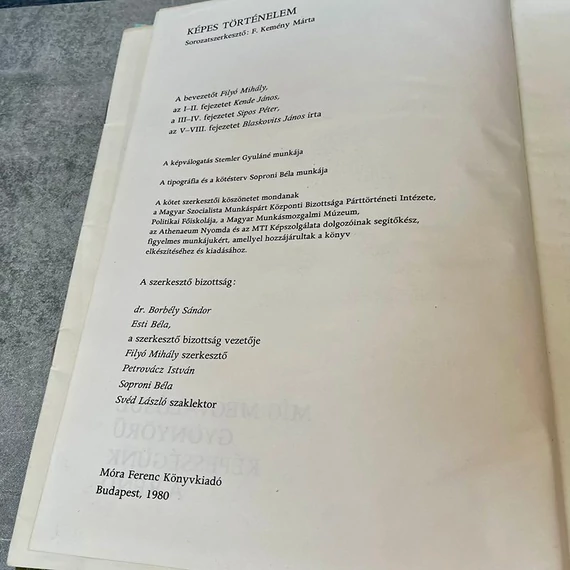 KÉPES TÖRTÉNELEM
Sorozatszerkesztő: F. Kemény Márta
A bevezetőt Filyó Mihály,
az I–II. fejezetet Kende János,
a III–IV. fejezetet Sipos Péter,
az V–VIII. fejezetet Blaskovits János írta
A képválogatás Stemler Gyuláné munkája
A tipográfia és a kötésterv Soproni Béla munkája
A kötet szerkesztői köszönetet mondanak
a Magyar Szocialista Munkáspárt Központi Bizottsága Párttörténeti Intézete,
Politikai Főiskolája, a Magyar Munkásmozgalmi Múzeum,
az Athenaeum Nyomda és az MTI Képszolgálata dolgozóinak segítőkész,
figyelmes munkájukért, amellyel hozzájárultak a könyv
elkészítéséhez és kiadásához.
A szerkesztő bizottság:
dr. Borbély Sándor
Esti Béla,
a szerkesztő bizottság vezetője
Filyó Mihály szerkesztő
Petrovácz István
Soproni Béla
Svéd László szaklektor
GYÖNYÖRŰ
KÉPESSÉGÜNK
Móra Ferenc Könyvkiadó
Budapest, 1980